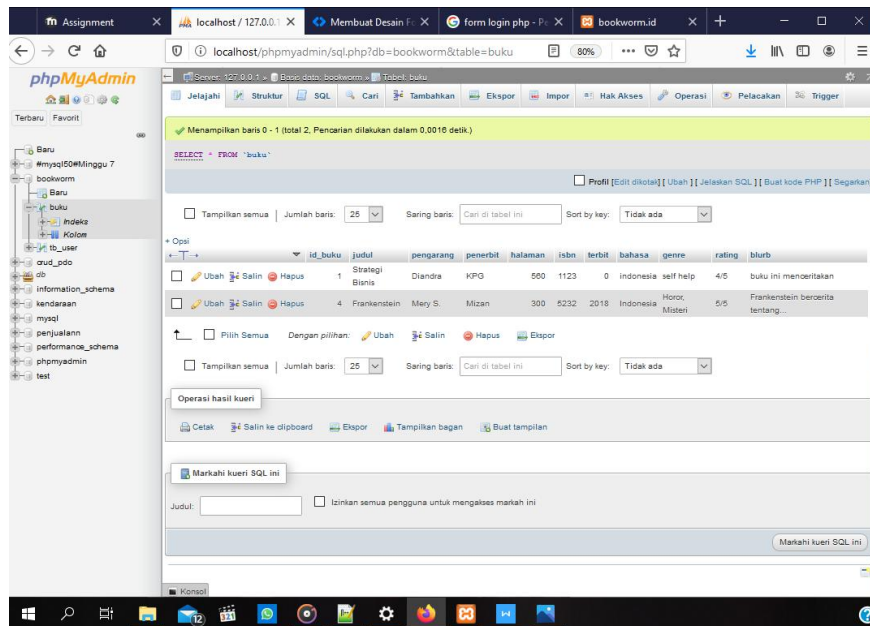 Assignment
localhost / 127.0.0.1
Membuat Desain Fo
form login php - Pe
bookworm.id
localhost/phpmyadmin/sql.php?db=bookworm&table=buku
80%
phpMyAdmin
Terbaru Favorit
Baru
#mysql50#Minggu 7
bookworm
Baru
buku
Indeks
Kolom
tb_user
crud_pdo
db
information_schema
kendaraan
mysql
penjualann
performance_schema
phpmyadmin
test
Server: 127.0.0.1 » Basis data: bookworm » Tabel: buku
Jelajahi Struktur SQL Cari Tambahkan Ekspor Impor Hak Akses Operasi Pelacakan Trigger
Menampilkan baris 0 - 1 (total 2, Pencarian dilakukan dalam 0,0016 detik.)
SELECT * FROM `buku`
Profil [Edit dikotak] [ Ubah ] [ Jelaskan SQL ] [ Buat kode PHP ] [ Segarkan
Tampilkan semua | Jumlah baris: 25 Saring baris: Cari di tabel ini Sort by key: Tidak ada
+ Opsi
←T→ id_buku judul pengarang penerbit halaman isbn terbit bahasa genre rating blurb
Ubah Salin Hapus 1 Strategi Bisnis Diandra KPG 560 1123 0 indonesia self help 4/5 buku ini menceritakan
Ubah Salin Hapus 4 Frankenstein Mery S. Mizan 300 5232 2018 Indonesia Horor, Misteri 5/5 Frankenstein bercerita tentang...
Pilih Semua Dengan pilihan: Ubah Salin Hapus Ekspor
Tampilkan semua | Jumlah baris: 25 Saring baris: Cari di tabel ini Sort by key: Tidak ada
Operasi hasil kueri
Cetak Salin ke clipboard Ekspor Tampilkan bagan Buat tampilan
Markahi kueri SQL ini
Judul: Izinkan semua pengguna untuk mengakses markah ini
Markahi kueri SQL ini
Konsol
12